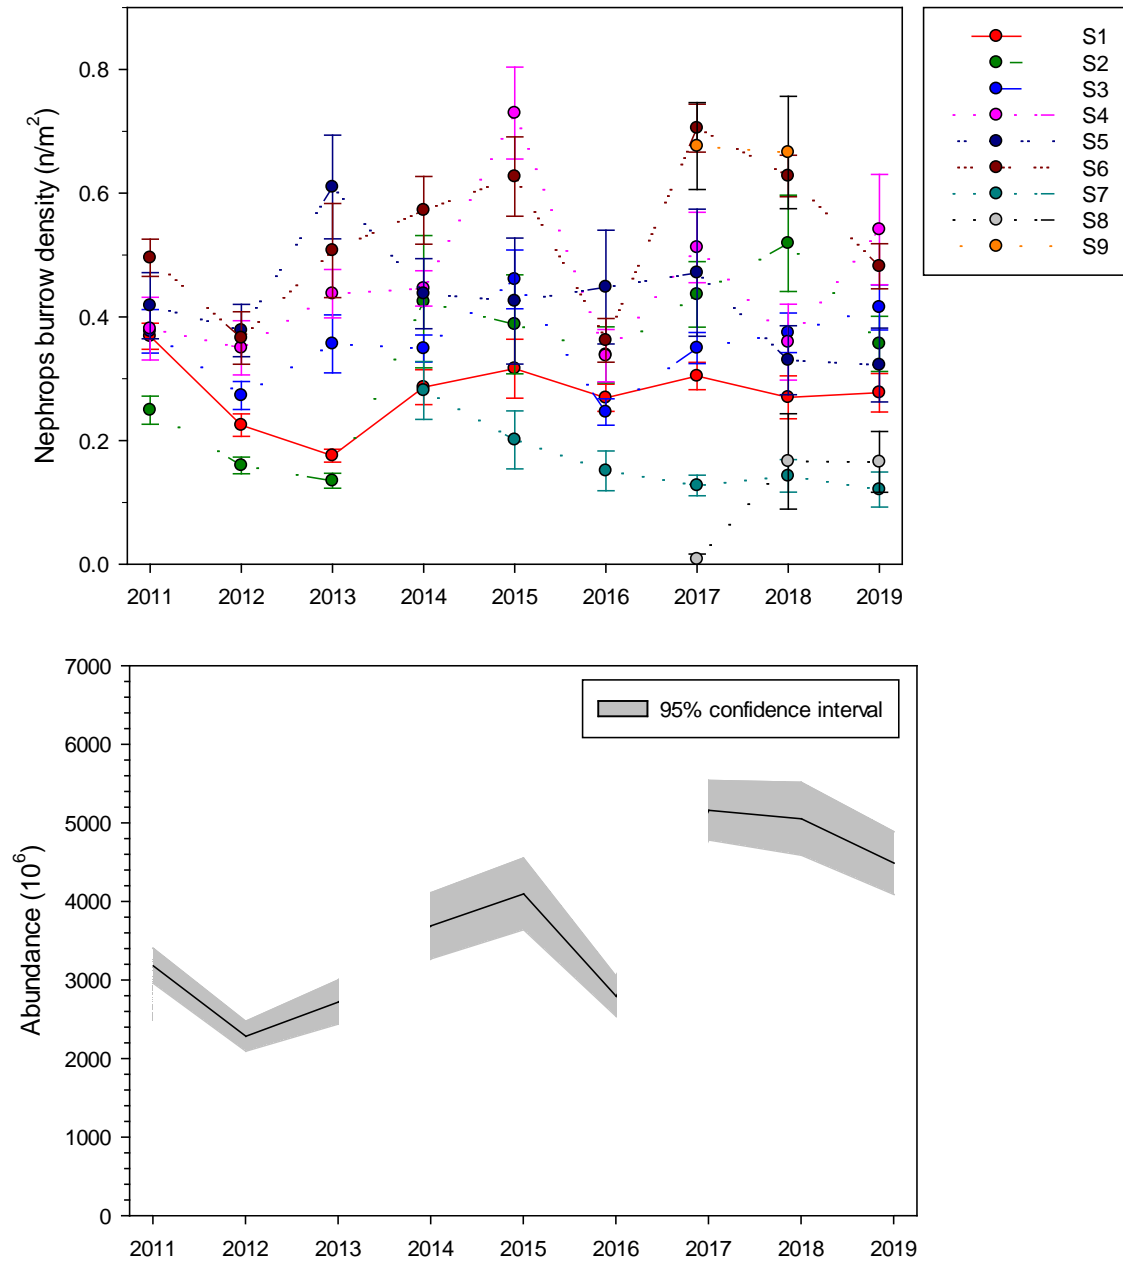 Nephrops burrow density (n/m²)
0.8
0.6
0.4
0.2
0.0
2011 2012 2013 2014 2015 2016 2017 2018 2019
S1
S2
S3
S4
S5
S6
S7
S8
S9
Abundance (10⁶)
7000
6000
5000
4000
3000
2000
1000
0
95% confidence interval
2011 2012 2013 2014 2015 2016 2017 2018 2019